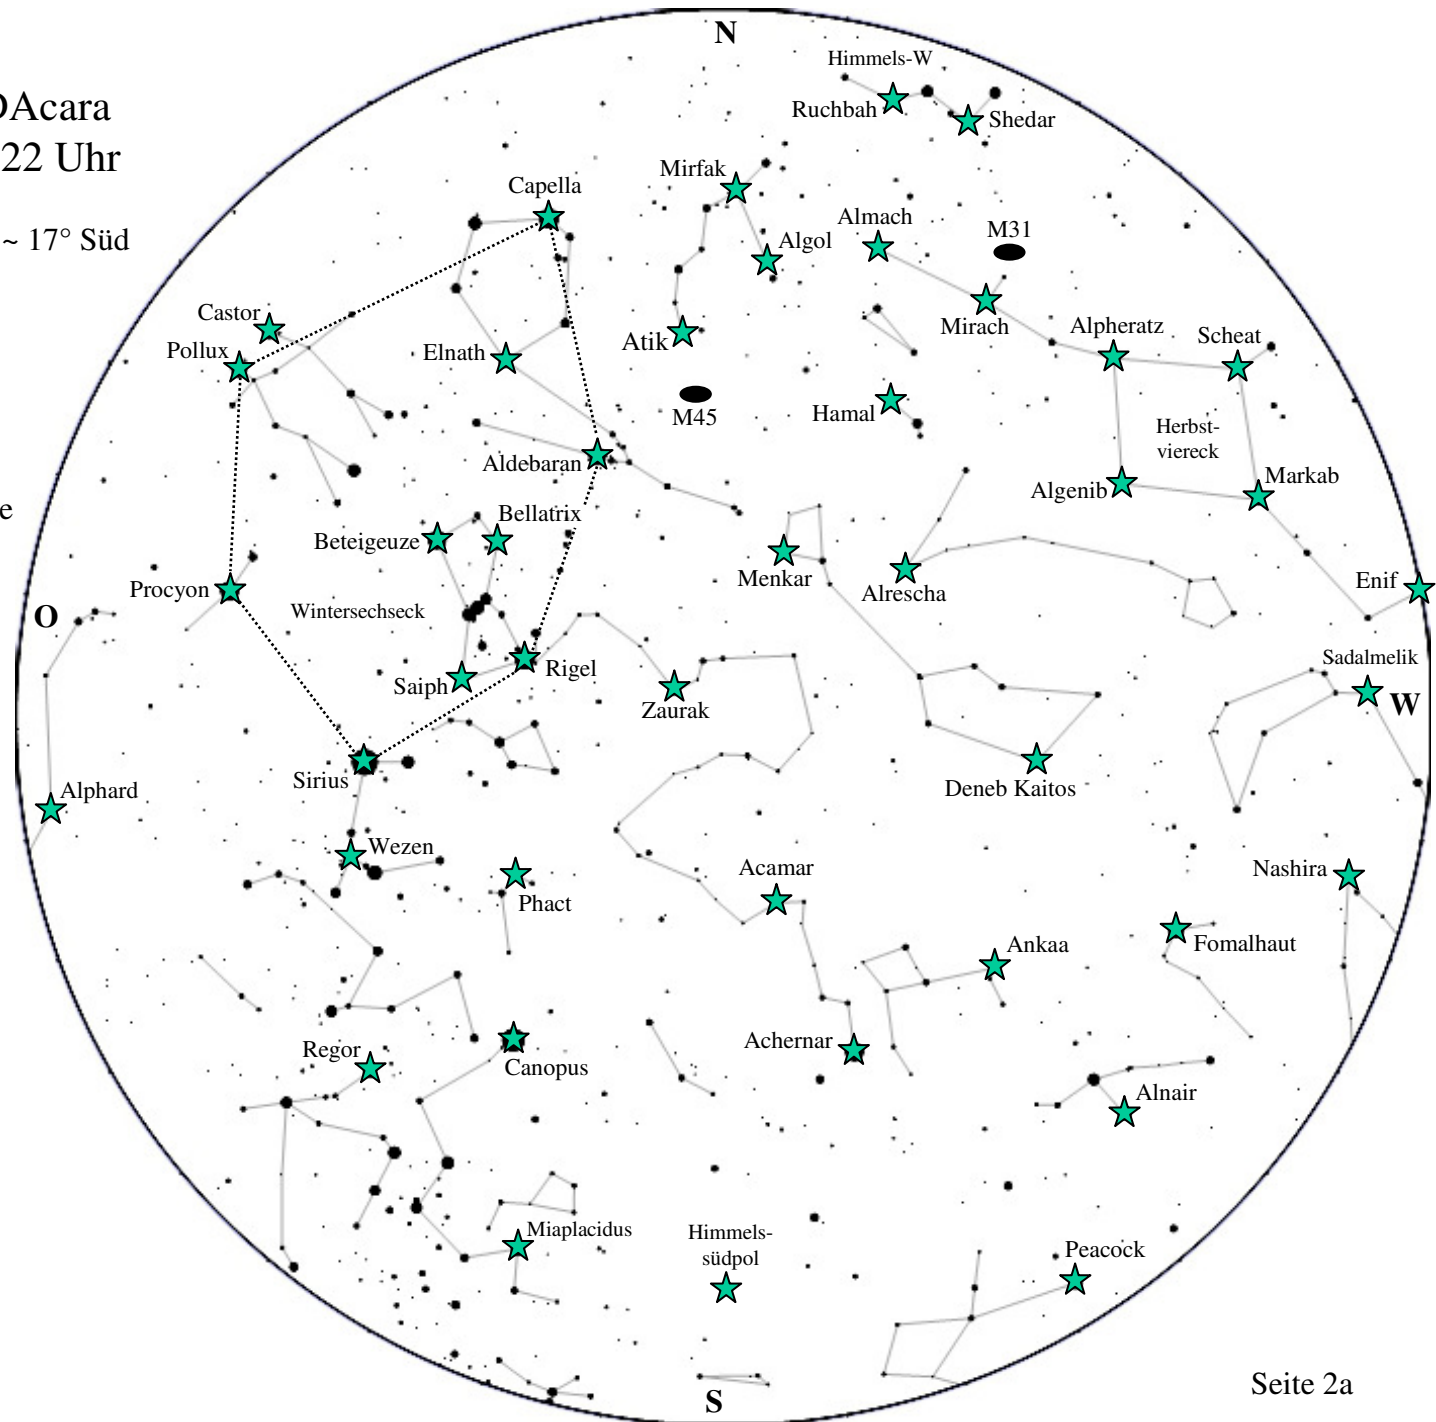 N
Himmels-W
Ruchbah
Shedar
Acara
22 Uhr
~ 17° Süd
Mirfak
Capella
Almach
M31
Algol
Castor
Pollux
Elnath
Atik
Mirach
Alpheratz
Scheat
M45
Hamal
Herbst-
viereck
Aldebaran
Algenib
Markab
e
Bellatrix
Beteigeuze
Menkar
Alrescha
Enif
Procyon
Wintersechseck
O
Rigel
Saiph
Zaurak
Sadalmelik
W
Sirius
Deneb Kaitos
Alphard
Wezen
Acamar
Nashira
Phact
Ankaa
Fomalhaut
Achernar
Regor
Canopus
Alnair
Miaplacidus
Himmels-
südpol
Peacock
Seite 2a
S